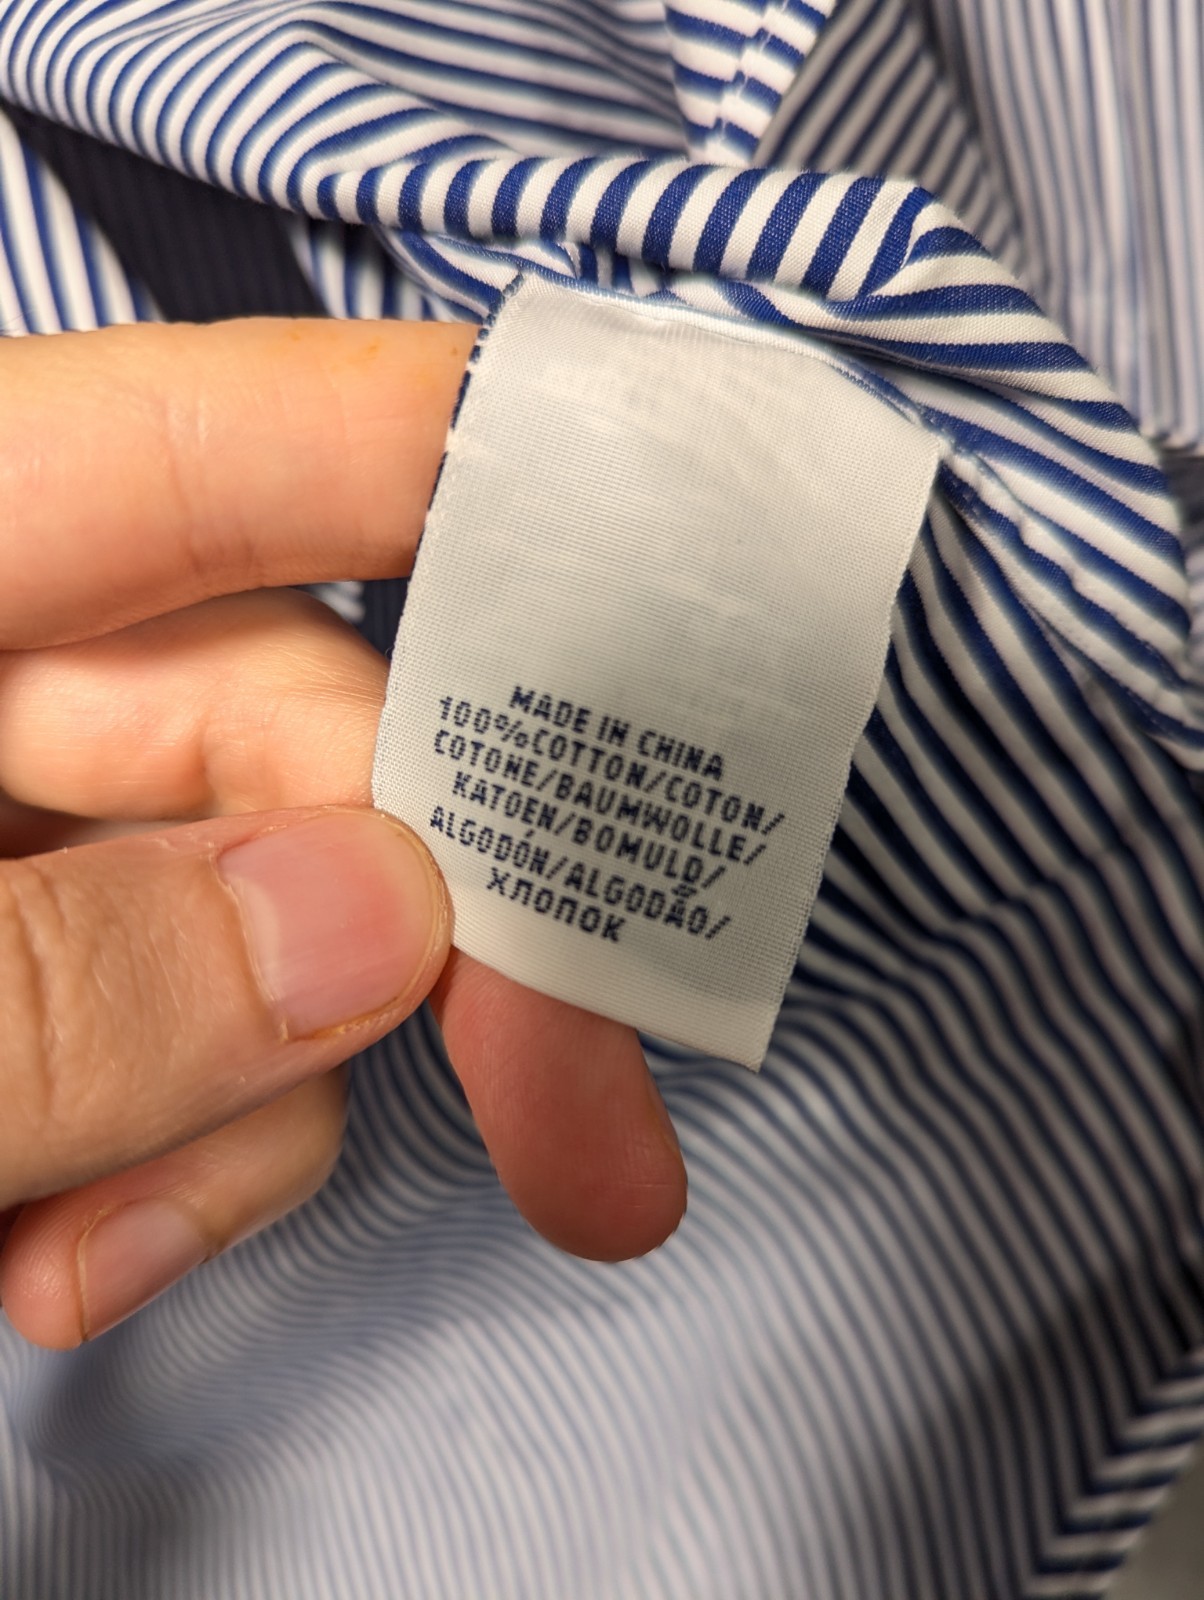 MADE IN CHINA
100%COTTON/COTON/
COTONE/BAUMWOLLE/
KATOEN/BOMULD/
ALGODÓN/ALGODÃO/
ХЛОПОК